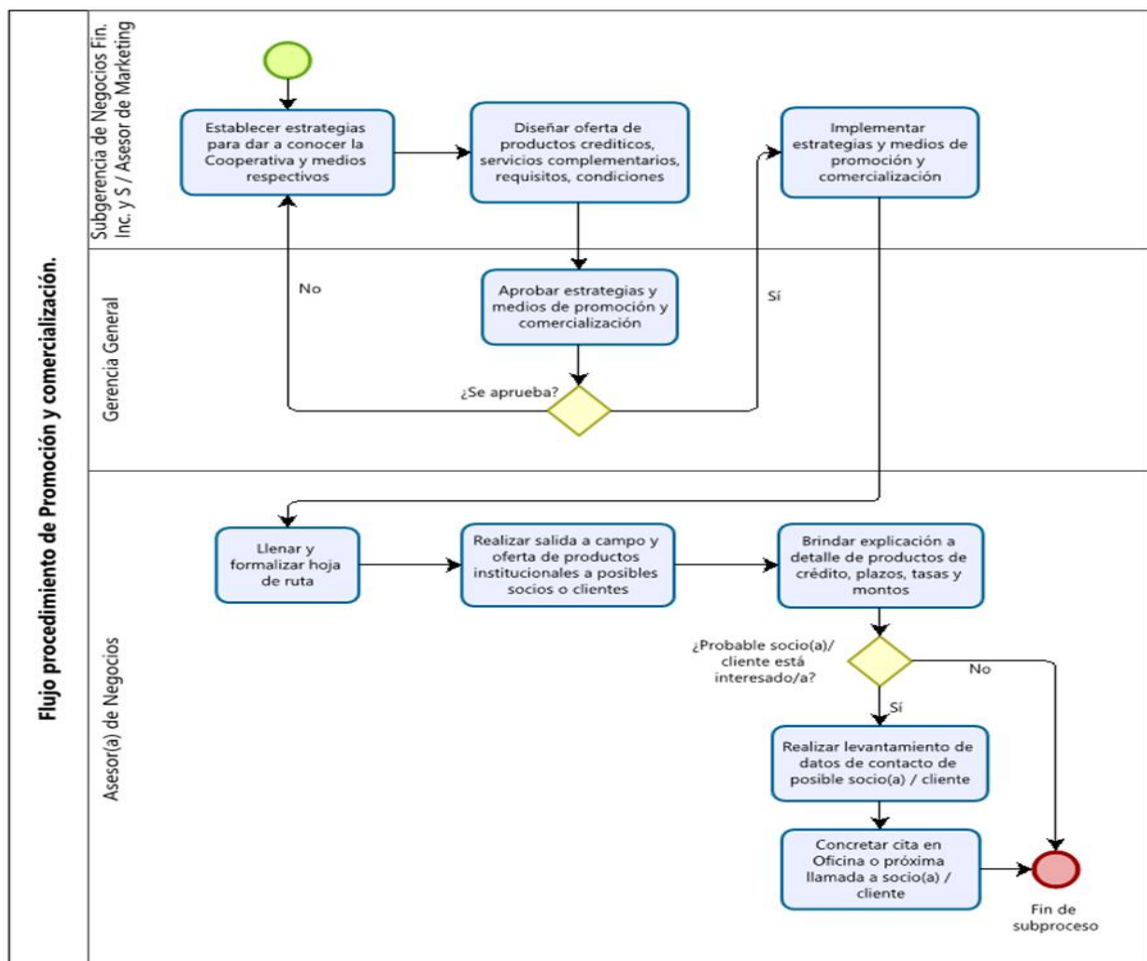 Flujo procedimiento de Promoción y comercialización.
Subgerencia de Negocios Fin.
Inc. y S / Asesor de Marketing
Establecer estrategias
para dar a conocer la
Cooperativa y medios
respectivos
Diseñar oferta de
productos crediticos,
servicios complementarios,
requisitos, condiciones
Implementar
estrategias y medios de
promoción y
comercialización
Gerencia General
No
Aprobar estrategias y
medios de promoción y
comercialización
Sí
¿Se aprueba?
Asesor(a) de Negocios
Llenar y
formalizar hoja
de ruta
Realizar salida a campo y
oferta de productos
institucionales a posibles
socios o clientes
Brindar explicación a
detalle de productos de
crédito, plazos, tasas y
montos
¿Probable socio(a)/
cliente está
interesado/a?
No
Sí
Realizar levantamiento de
datos de contacto de
posible socio(a) / cliente
Concretar cita en
Oficina o próxima
llamada a socio(a) /
cliente
Fin de
subproceso